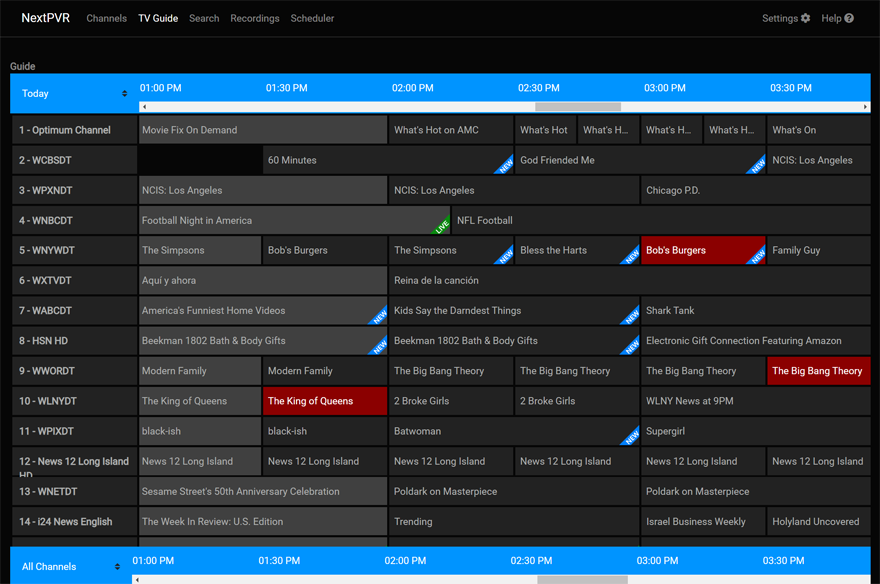 NextPVR Channels TV Guide Search Recordings Scheduler Settings Help ?
Guide
Today 01:00 PM 01:30 PM 02:00 PM 02:30 PM 03:00 PM 03:30 PM
1 - Optimum Channel Movie Fix On Demand What's Hot on AMC What's Hot What's H... What's H... What's H... What's On
2 - WCBSDT 60 Minutes NEW God Friended Me NEW NCIS: Los Angeles
3 - WPXNDT NCIS: Los Angeles NCIS: Los Angeles Chicago P.D.
4 - WNBCDT Football Night in America LIVE NFL Football
5 - WNYWDT The Simpsons Bob's Burgers The Simpsons NEW Bless the Harts NEW Bob's Burgers NEW Family Guy
6 - WXTVDT Aquí y ahora Reina de la canción
7 - WABCDT America's Funniest Home Videos NEW Kids Say the Darndest Things NEW Shark Tank
8 - HSN HD Beekman 1802 Bath & Body Gifts NEW Beekman 1802 Bath & Body Gifts NEW Electronic Gift Connection Featuring Amazon
9 - WWORDT Modern Family Modern Family The Big Bang Theory The Big Bang Theory The Big Bang Theory The Big Bang Theory
10 - WLNYDT The King of Queens The King of Queens 2 Broke Girls 2 Broke Girls WLNY News at 9PM
11 - WPIXDT black-ish black-ish Batwoman NEW Supergirl
12 - News 12 Long Island News 12 Long Island News 12 Long Island News 12 Long Island News 12 Long Island News 12 Long Island News 12 Long Island
HD
13 - WNETDT Sesame Street's 50th Anniversary Celebration Poldark on Masterpiece Poldark on Masterpiece
14 - i24 News English The Week In Review: U.S. Edition Trending Israel Business Weekly Holyland Uncovered
All Channels 01:00 PM 01:30 PM 02:00 PM 02:30 PM 03:00 PM 03:30 PM